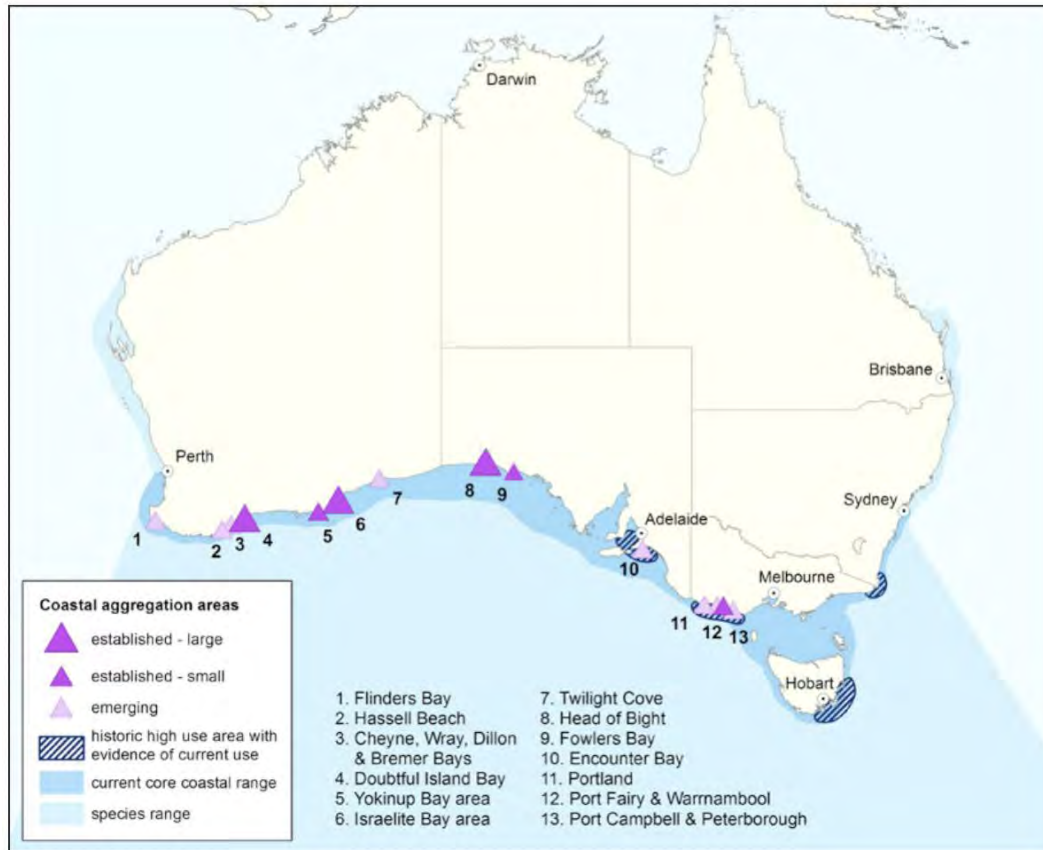 Darwin
Brisbane
Perth
Sydney
Adelaide
Melbourne
Hobart
1
2
3
4
5
6
7
8
9
10
11
12
13
Coastal aggregation areas
established - large
established - small
emerging
historic high use area with
evidence of current use
current core coastal range
species range
1. Flinders Bay
2. Hassell Beach
3. Cheyne, Wray, Dillon
& Bremer Bays
4. Doubtful Island Bay
5. Yokinup Bay area
6. Israelite Bay area
7. Twilight Cove
8. Head of Bight
9. Fowlers Bay
10. Encounter Bay
11. Portland
12. Port Fairy & Warrnambool
13. Port Campbell & Peterborough